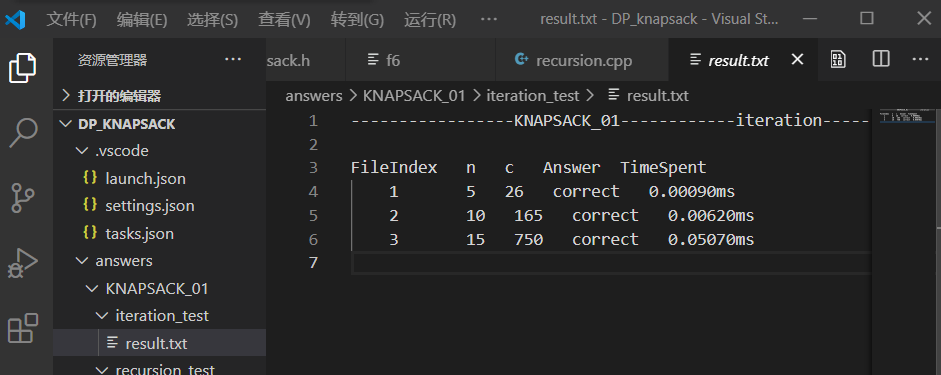 文件(F) 编辑(E) 选择(S) 查看(V) 转到(G) 运行(R) ··· result.txt - DP_knapsack - Visual St...
资源管理器 ··· sack.h f6 recursion.cpp result.txt
打开的编辑器
answers > KNAPSACK_01 > iteration_test > result.txt
DP_KNAPSACK
.vscode
{} launch.json
{} settings.json
{} tasks.json
answers
KNAPSACK_01
iteration_test
result.txt
recursion_test
1 -----------------KNAPSACK_01------------iteration-----
2
3 FileIndex n c Answer TimeSpent
4 1 5 26 correct 0.00090ms
5 2 10 165 correct 0.00620ms
6 3 15 750 correct 0.05070ms
7